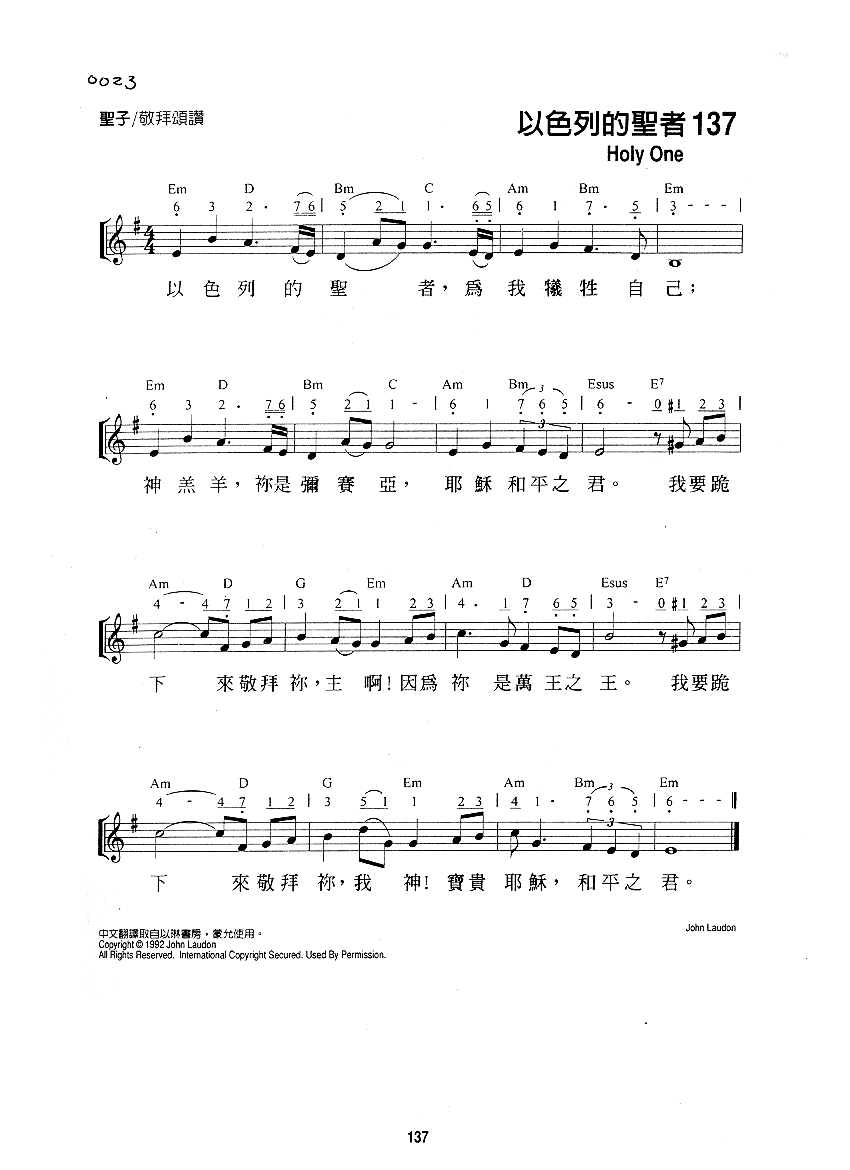 0023
聖子/敬拜頌讚
以色列的聖者 137
Holy One
Em D Bm C Am Bm Em
6 3 2 · 7 6 | 5 2 1 1 · 6 5 | 6 1 7 · 5 | 3 - - - |
以色列的聖者，為我犧牲自己；
Em D Bm C Am Bm Esus E7
6 3 2 · 7 6 | 5 2 1 1 - | 6 1 7 6 5 | 6 - 0 #1 2 3 |
神羔羊，祢是彌賽亞，耶穌和平之君。我要跪
Am D G Em Am D Esus E7
4 - 4 7 1 2 | 3 2 1 1 2 3 | 4 · 1 7 6 5 | 3 - 0 #1 2 3 |
下來敬拜祢，主啊！因為祢是萬王之王。我要跪
Am D G Em Am Bm Em
4 - 4 7 1 2 | 3 5 1 1 2 3 | 4 1 · 7 6 5 | 6 - - - ||
下來敬拜祢，我神！寶貴耶穌，和平之君。
中文翻譯取自以琳書房，蒙允使用。
John Laudon
Copyright © 1992 John Laudon
All Rights Reserved. International Copyright Secured. Used By Permission.
137